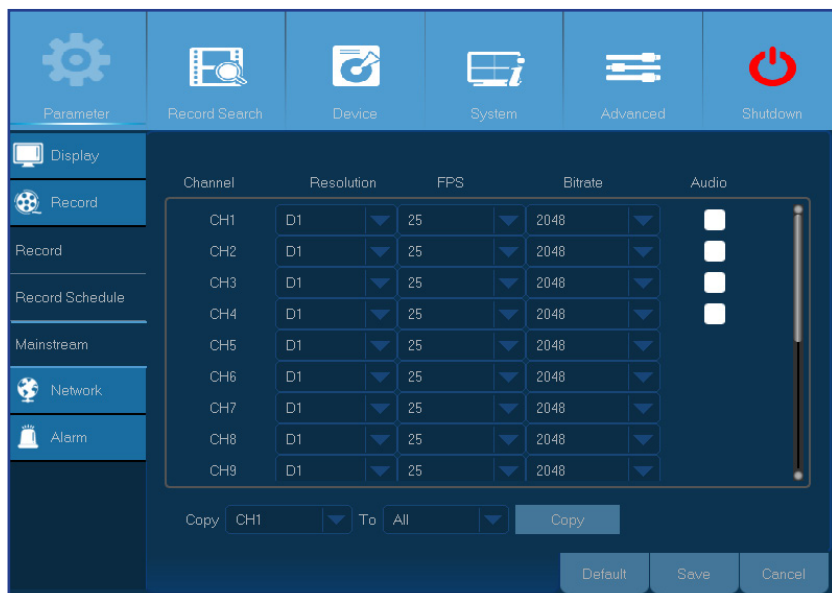 Parameter Record Search Device System Advanced Shutdown
Display
Record
Record
Record Schedule
Mainstream
Network
Alarm
Channel Resolution FPS Bitrate Audio
CH1 D1 25 2048
CH2 D1 25 2048
CH3 D1 25 2048
CH4 D1 25 2048
CH5 D1 25 2048
CH6 D1 25 2048
CH7 D1 25 2048
CH8 D1 25 2048
CH9 D1 25 2048
Copy CH1 To All Copy
Default Save Cancel